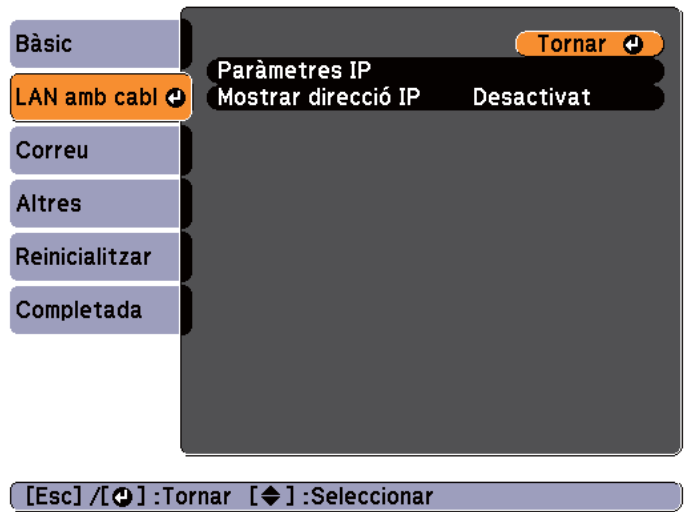 Bàsic
LAN amb cabl
Correu
Altres
Reinicialitzar
Completada
Tornar
Paràmetres IP
Mostrar direcció IP Desactivat
[Esc] /[⏎] :Tornar [◆] :Seleccionar